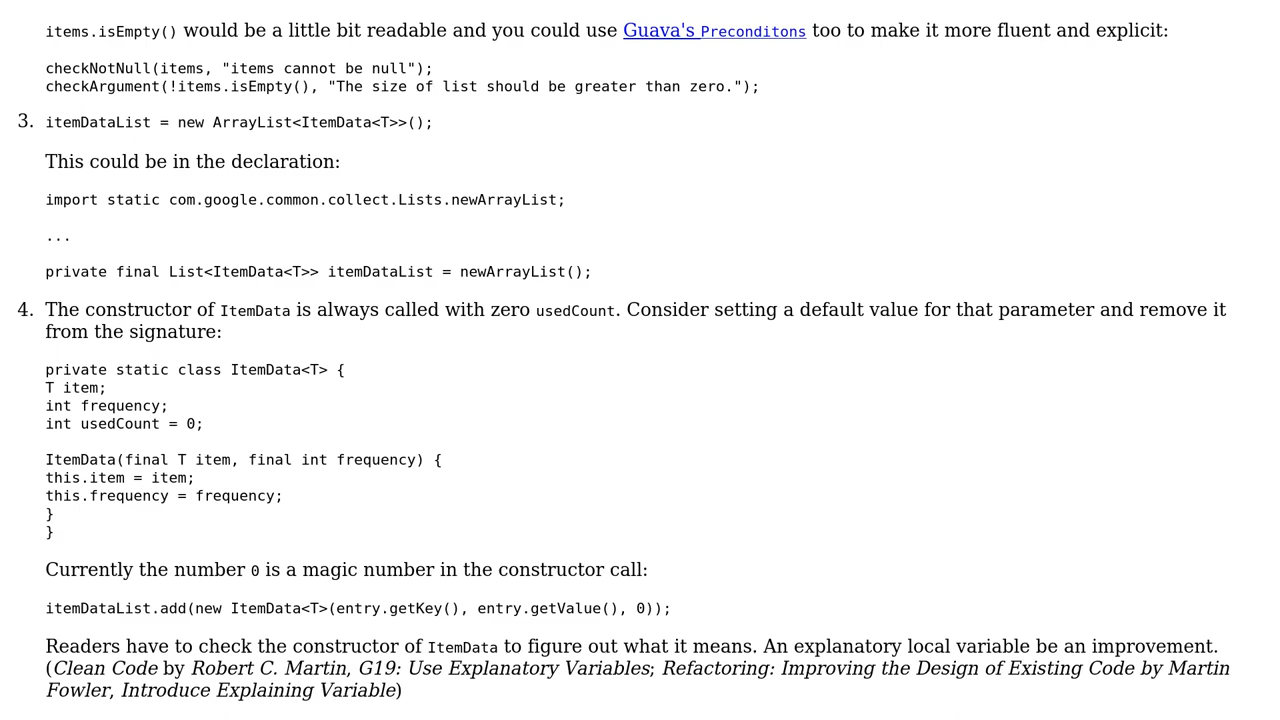 items.isEmpty() would be a little bit readable and you could use Guava's Preconditons too to make it more fluent and explicit:
checkNotNull(items, "items cannot be null");
checkArgument(!items.isEmpty(), "The size of list should be greater than zero.");
3. itemDataList = new ArrayList<ItemData<T>>();
This could be in the declaration:
import static com.google.common.collect.Lists.newArrayList;
...
private final List<ItemData<T>> itemDataList = newArrayList();
4. The constructor of ItemData is always called with zero usedCount. Consider setting a default value for that parameter and remove it
from the signature:
private static class ItemData<T> {
T item;
int frequency;
int usedCount = 0;
ItemData(final T item, final int frequency) {
this.item = item;
this.frequency = frequency;
}
}
Currently the number 0 is a magic number in the constructor call:
itemDataList.add(new ItemData<T>(entry.getKey(), entry.getValue(), 0));
Readers have to check the constructor of ItemData to figure out what it means. An explanatory local variable be an improvement.
(Clean Code by Robert C. Martin, G19: Use Explanatory Variables; Refactoring: Improving the Design of Existing Code by Martin
Fowler, Introduce Explaining Variable)